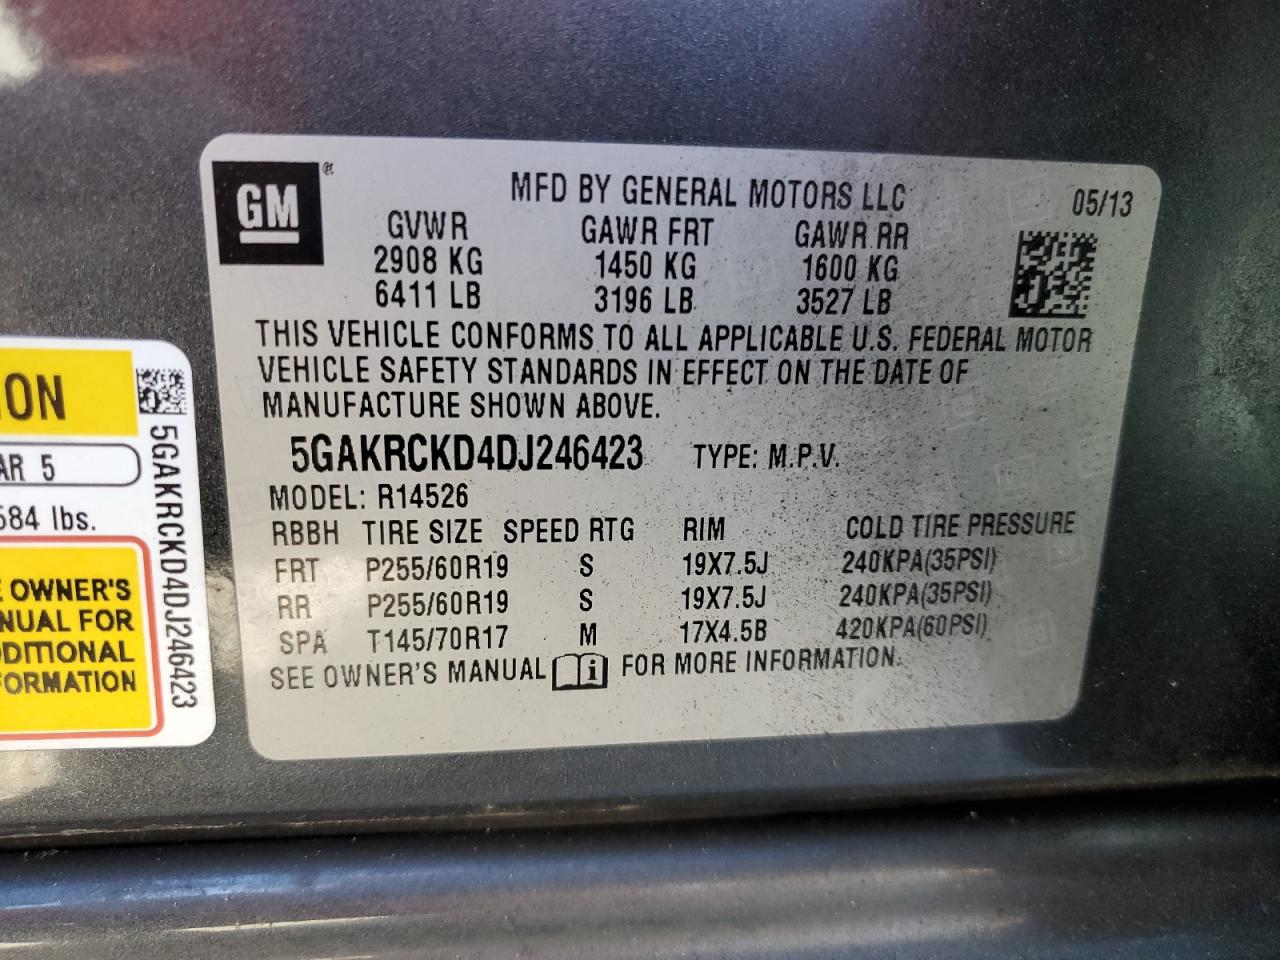 GM ®
MFD BY GENERAL MOTORS LLC 05/13
GVWR GAWR FRT GAWR RR
2908 KG 1450 KG 1600 KG
6411 LB 3196 LB 3527 LB
THIS VEHICLE CONFORMS TO ALL APPLICABLE U.S. FEDERAL MOTOR
VEHICLE SAFETY STANDARDS IN EFFECT ON THE DATE OF
MANUFACTURE SHOWN ABOVE.
5GAKRCKD4DJ246423 TYPE: M.P.V.
MODEL: R14526
RBBH TIRE SIZE SPEED RTG RIM COLD TIRE PRESSURE
FRT P255/60R19 S 19X7.5J 240KPA(35PSI)
RR P255/60R19 S 19X7.5J 240KPA(35PSI)
SPA T145/70R17 M 17X4.5B 420KPA(60PSI)
SEE OWNER'S MANUAL i FOR MORE INFORMATION.
ION
AR 5
584 lbs.
E OWNER'S
NUAL FOR
DDITIONAL
FORMATION
5GAKRCKD4DJ246423